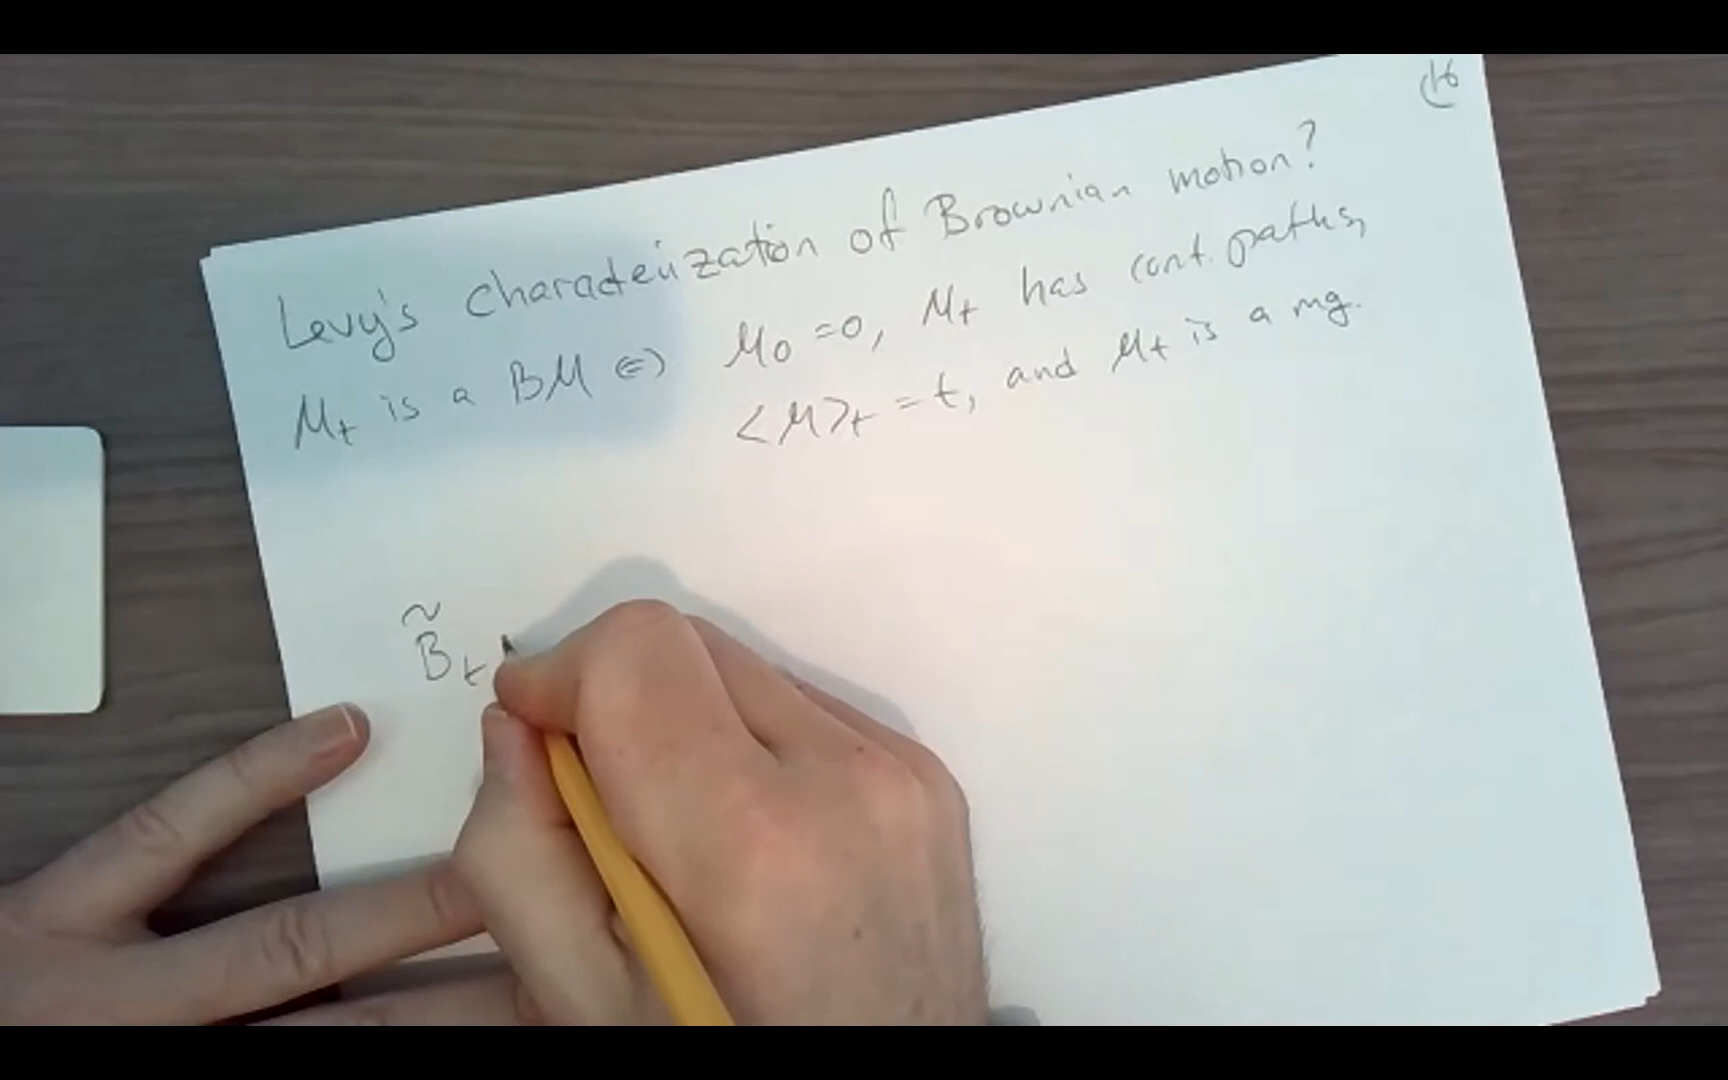 16
Levy's characterization of Brownian motion?
Mt is a BM ⇔ M0 = 0, Mt has cont. paths,
<M>t = t, and Mt is a mg.
B̃t